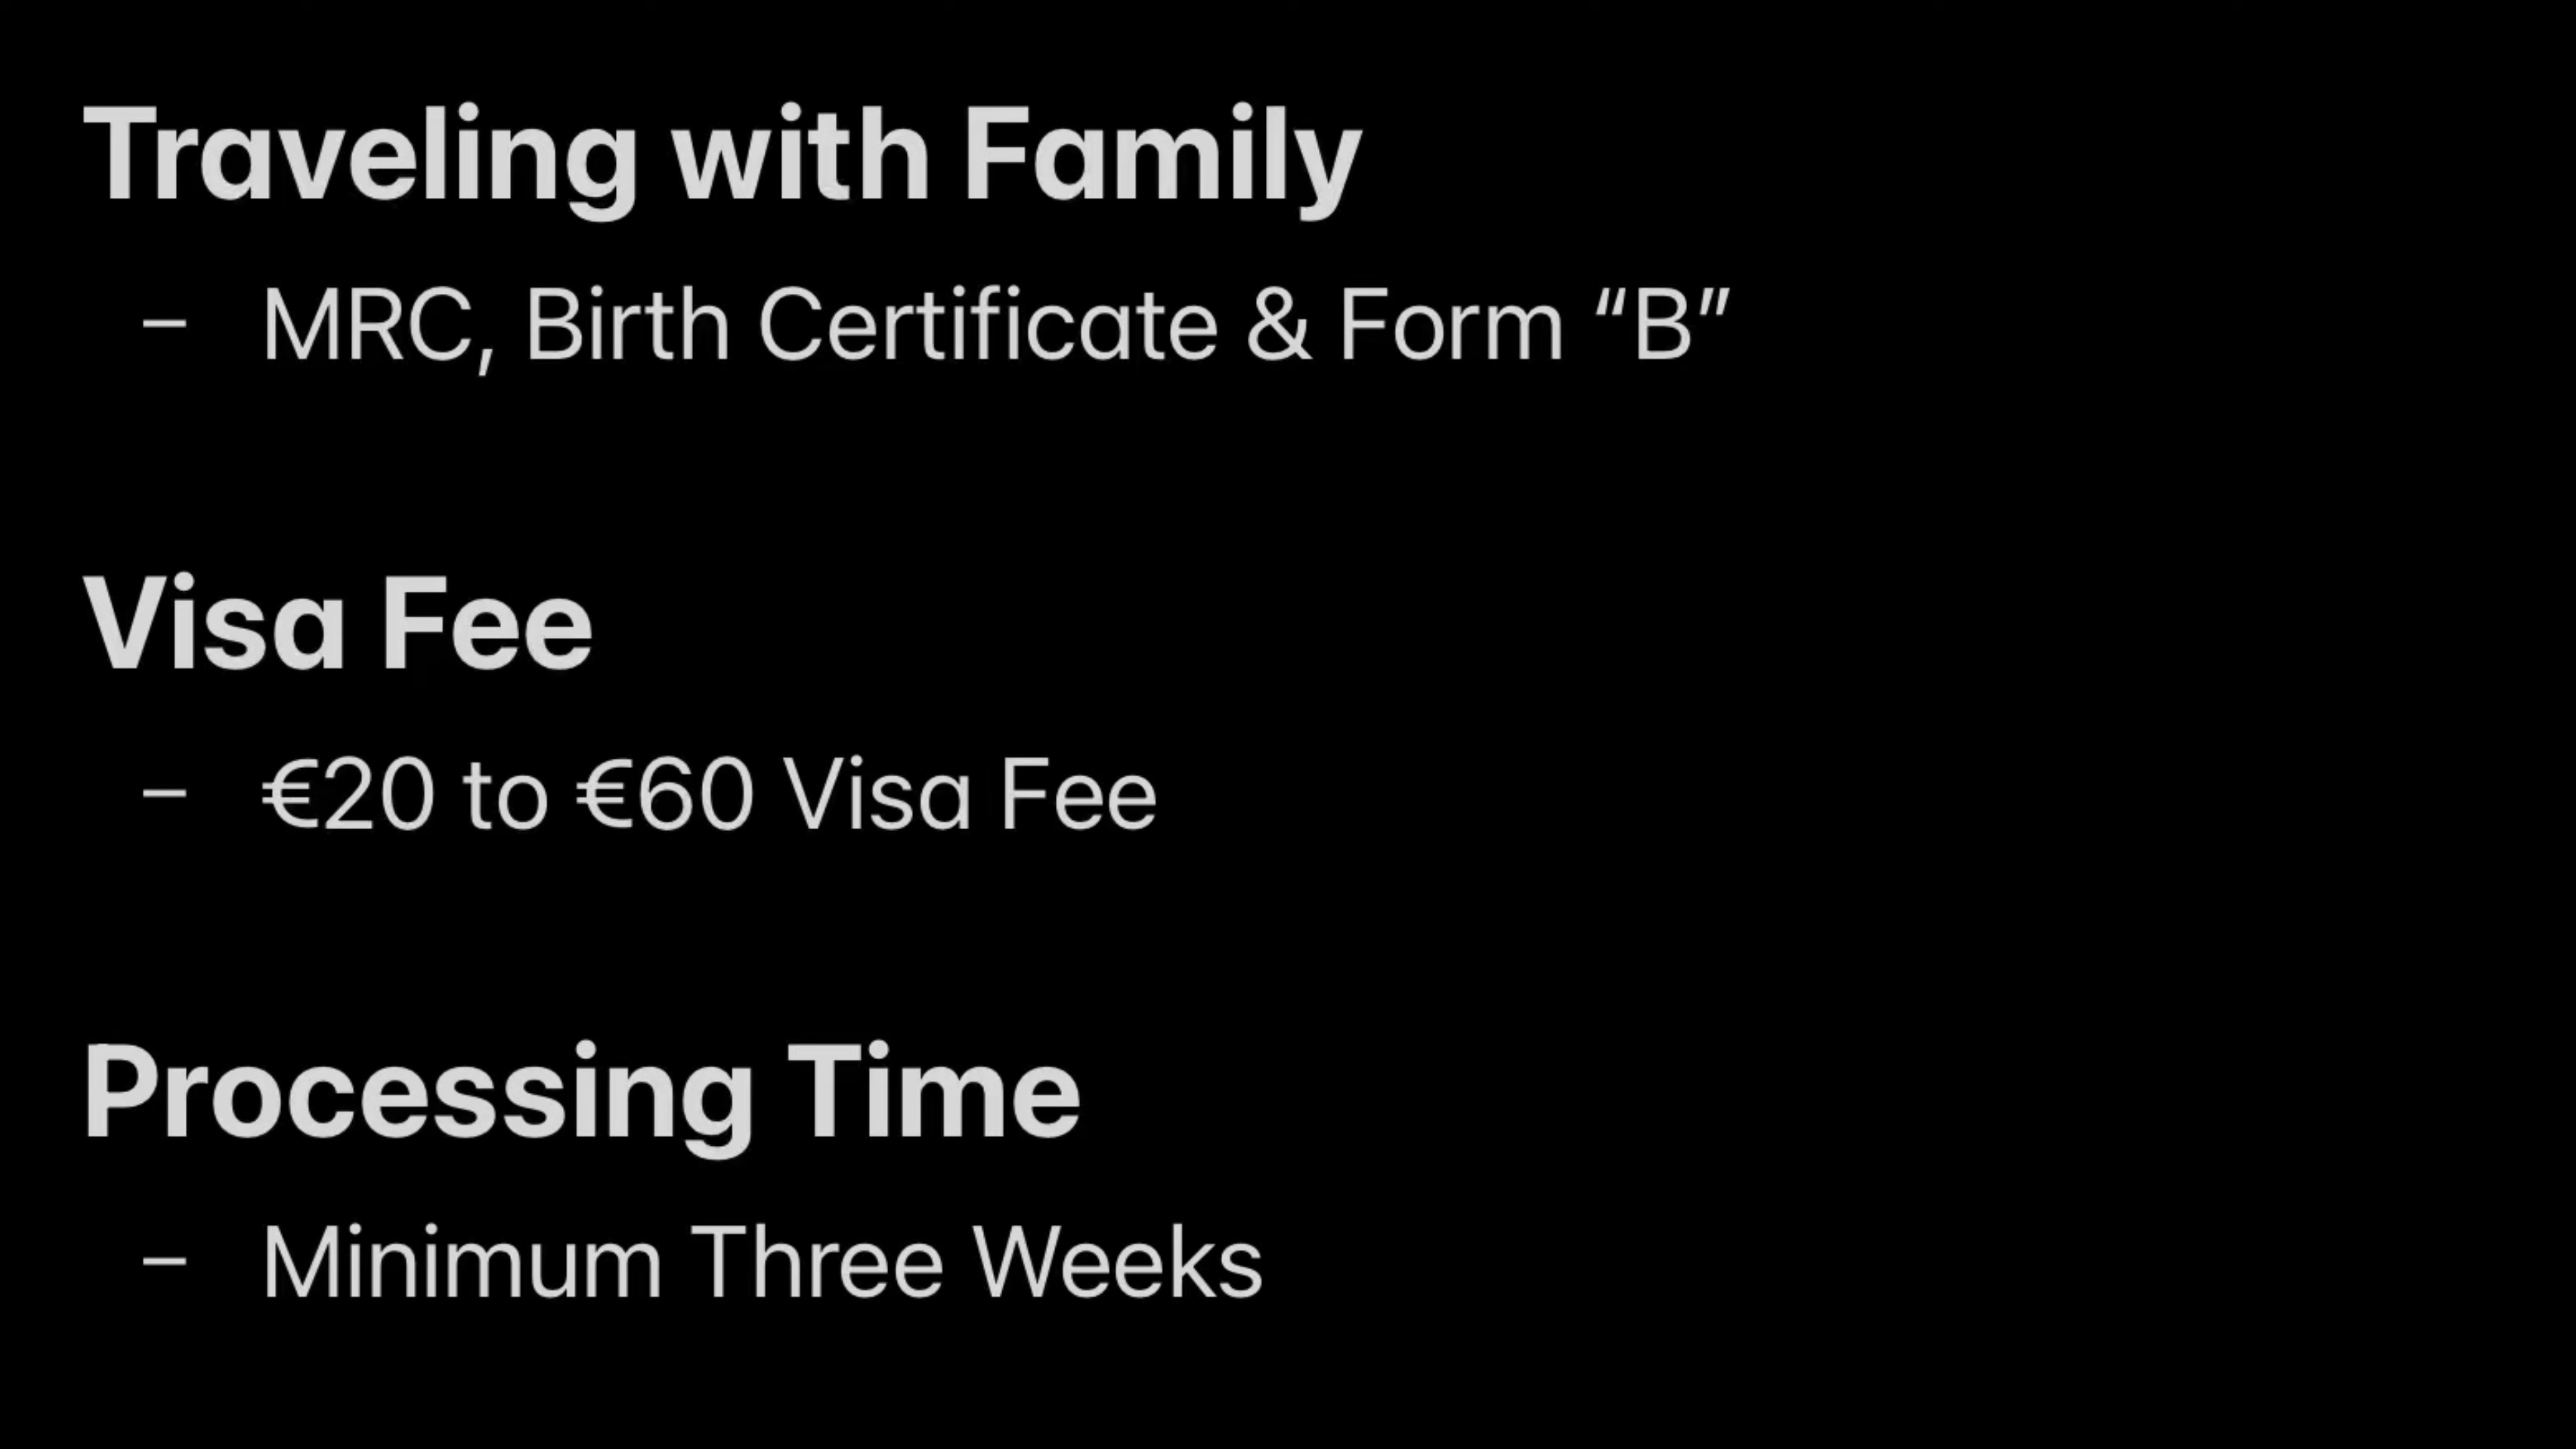 Traveling with Family
– MRC, Birth Certificate & Form “B”
Visa Fee
– €20 to €60 Visa Fee
Processing Time
– Minimum Three Weeks